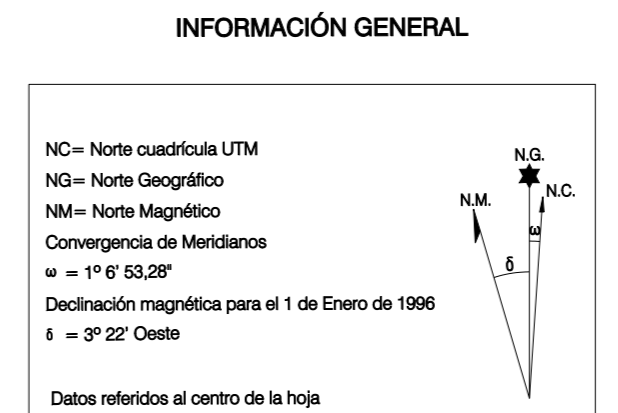 INFORMACIÓN GENERAL
NC= Norte cuadrícula UTM
NG= Norte Geográfico
NM= Norte Magnético
Convergencia de Meridianos
ω = 1º 6' 53,28"
Declinación magnética para el 1 de Enero de 1996
δ = 3º 22' Oeste
Datos referidos al centro de la hoja
N.G.
N.M.
N.C.
ω
δ